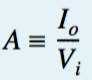 A ≡ I_o / V_i